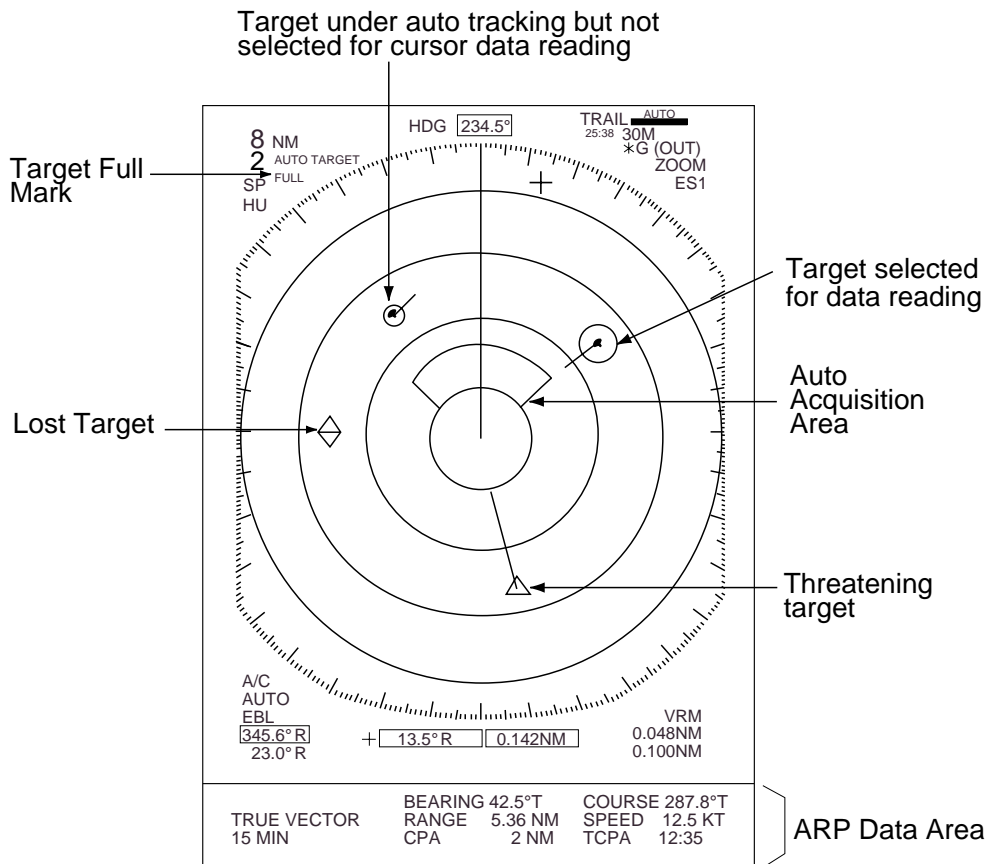 Target under auto tracking but not
selected for cursor data reading
8 NM
2 AUTO TARGET
FULL
SP
HU
HDG 234.5°
TRAIL AUTO
25:38 30M
*G (OUT)
ZOOM
ES1
Target Full
Mark
Target selected
for data reading
Auto
Acquisition
Area
Lost Target
Threatening
target
A/C
AUTO
EBL
345.6° R
23.0° R
+ 13.5° R 0.142NM
VRM
0.048NM
0.100NM
TRUE VECTOR
15 MIN
BEARING 42.5°T
RANGE 5.36 NM
CPA 2 NM
COURSE 287.8°T
SPEED 12.5 KT
TCPA 12:35
ARP Data Area